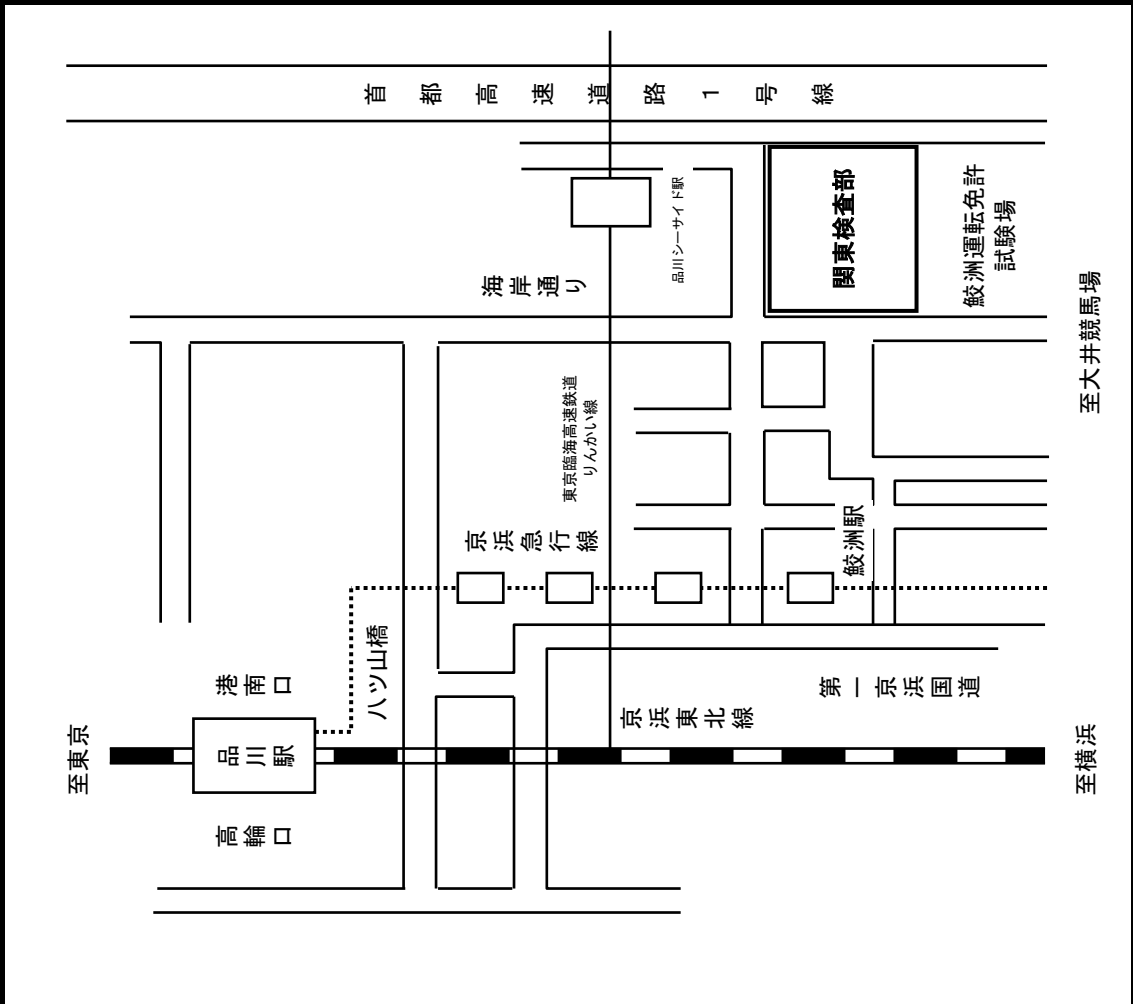 首都高速道路1号線
品川シーサイド駅
関東検査部
鮫洲運転免許
試験場
海岸通り
至大井競馬場
東京臨海高速鉄道
りんかい線
京浜急行線
鮫洲駅
八ツ山橋
港南口
第一京浜国道
京浜東北線
至東京
品川
駅
至横浜
高輪口